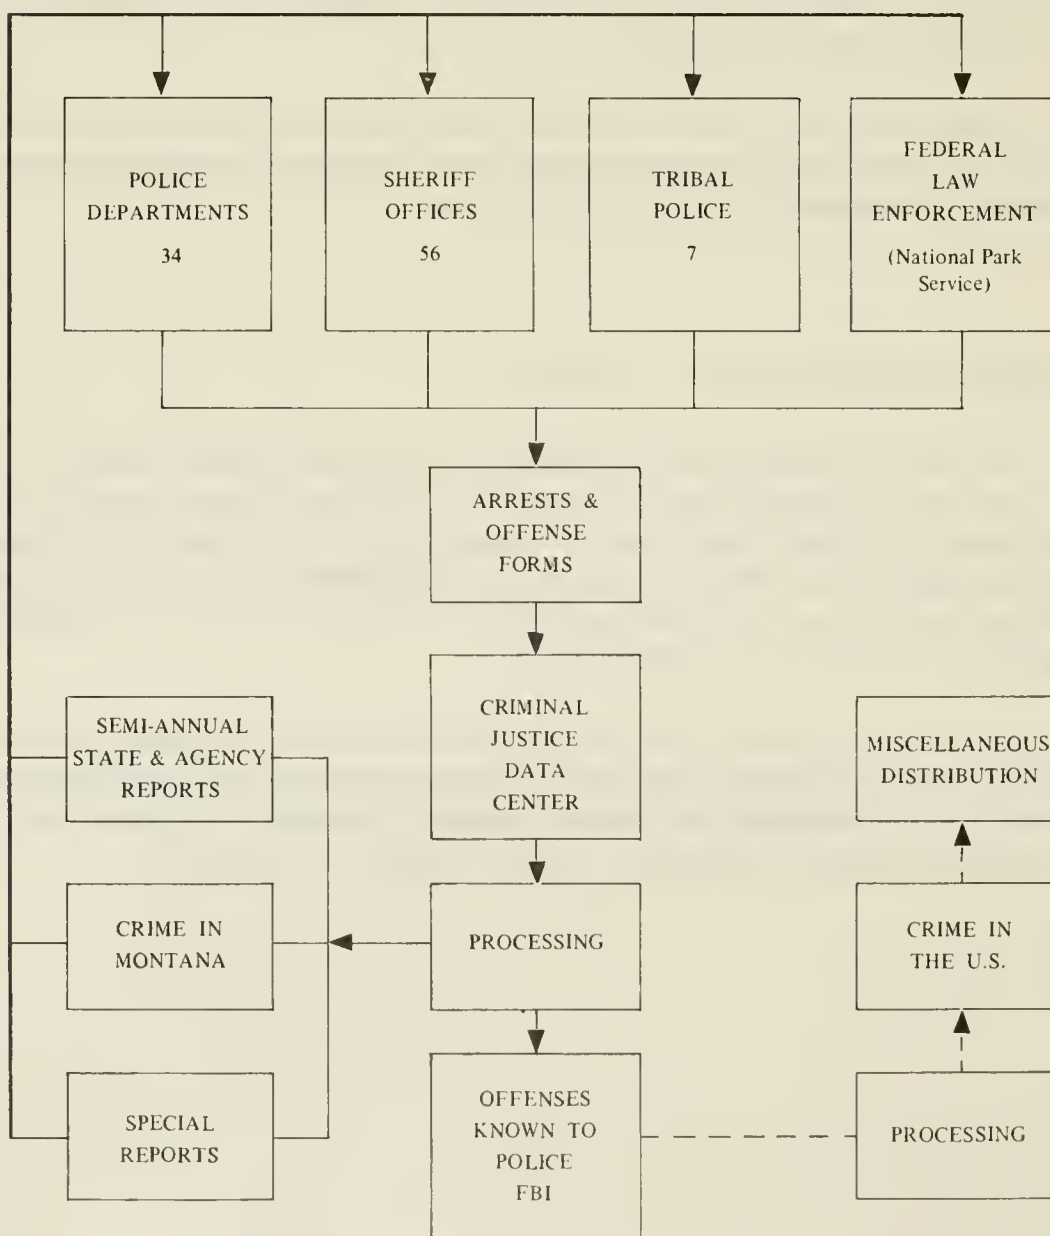 POLICE
DEPARTMENTS
34
SHERIFF
OFFICES
56
TRIBAL
POLICE
7
FEDERAL
LAW
ENFORCEMENT
(National Park
Service)
ARRESTS &
OFFENSE
FORMS
CRIMINAL
JUSTICE
DATA
CENTER
SEMI-ANNUAL
STATE & AGENCY
REPORTS
MISCELLANEOUS
DISTRIBUTION
CRIME IN
MONTANA
PROCESSING
CRIME IN
THE U.S.
SPECIAL
REPORTS
OFFENSES
KNOWN TO
POLICE
FBI
PROCESSING